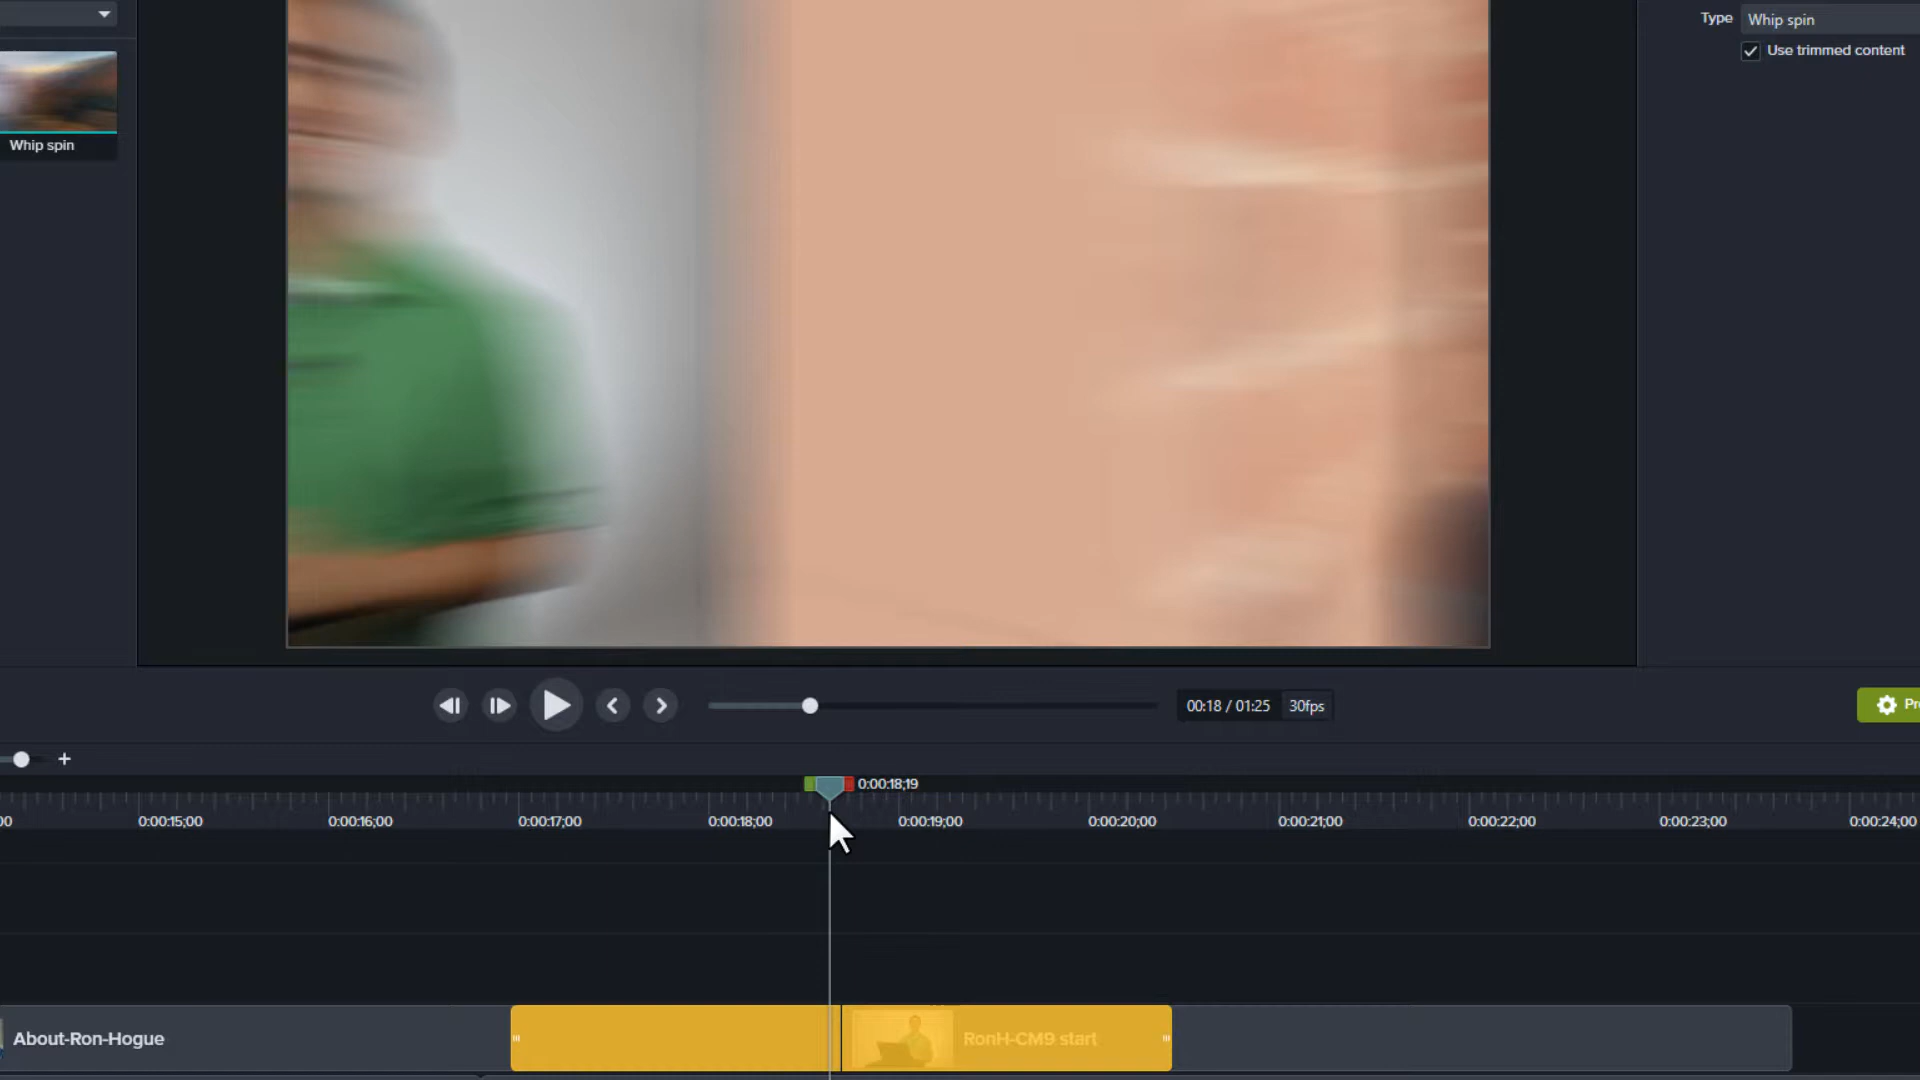 Type
Whip spin
Use trimmed content
Whip spin
00:18 / 01:25
30fps
0:00:18;19
0:00:15;00
0:00:16;00
0:00:17;00
0:00:18;00
0:00:19;00
0:00:20;00
0:00:21;00
0:00:22;00
0:00:23;00
0:00:24;00
About-Ron-Hogue
RonH-CM9 start